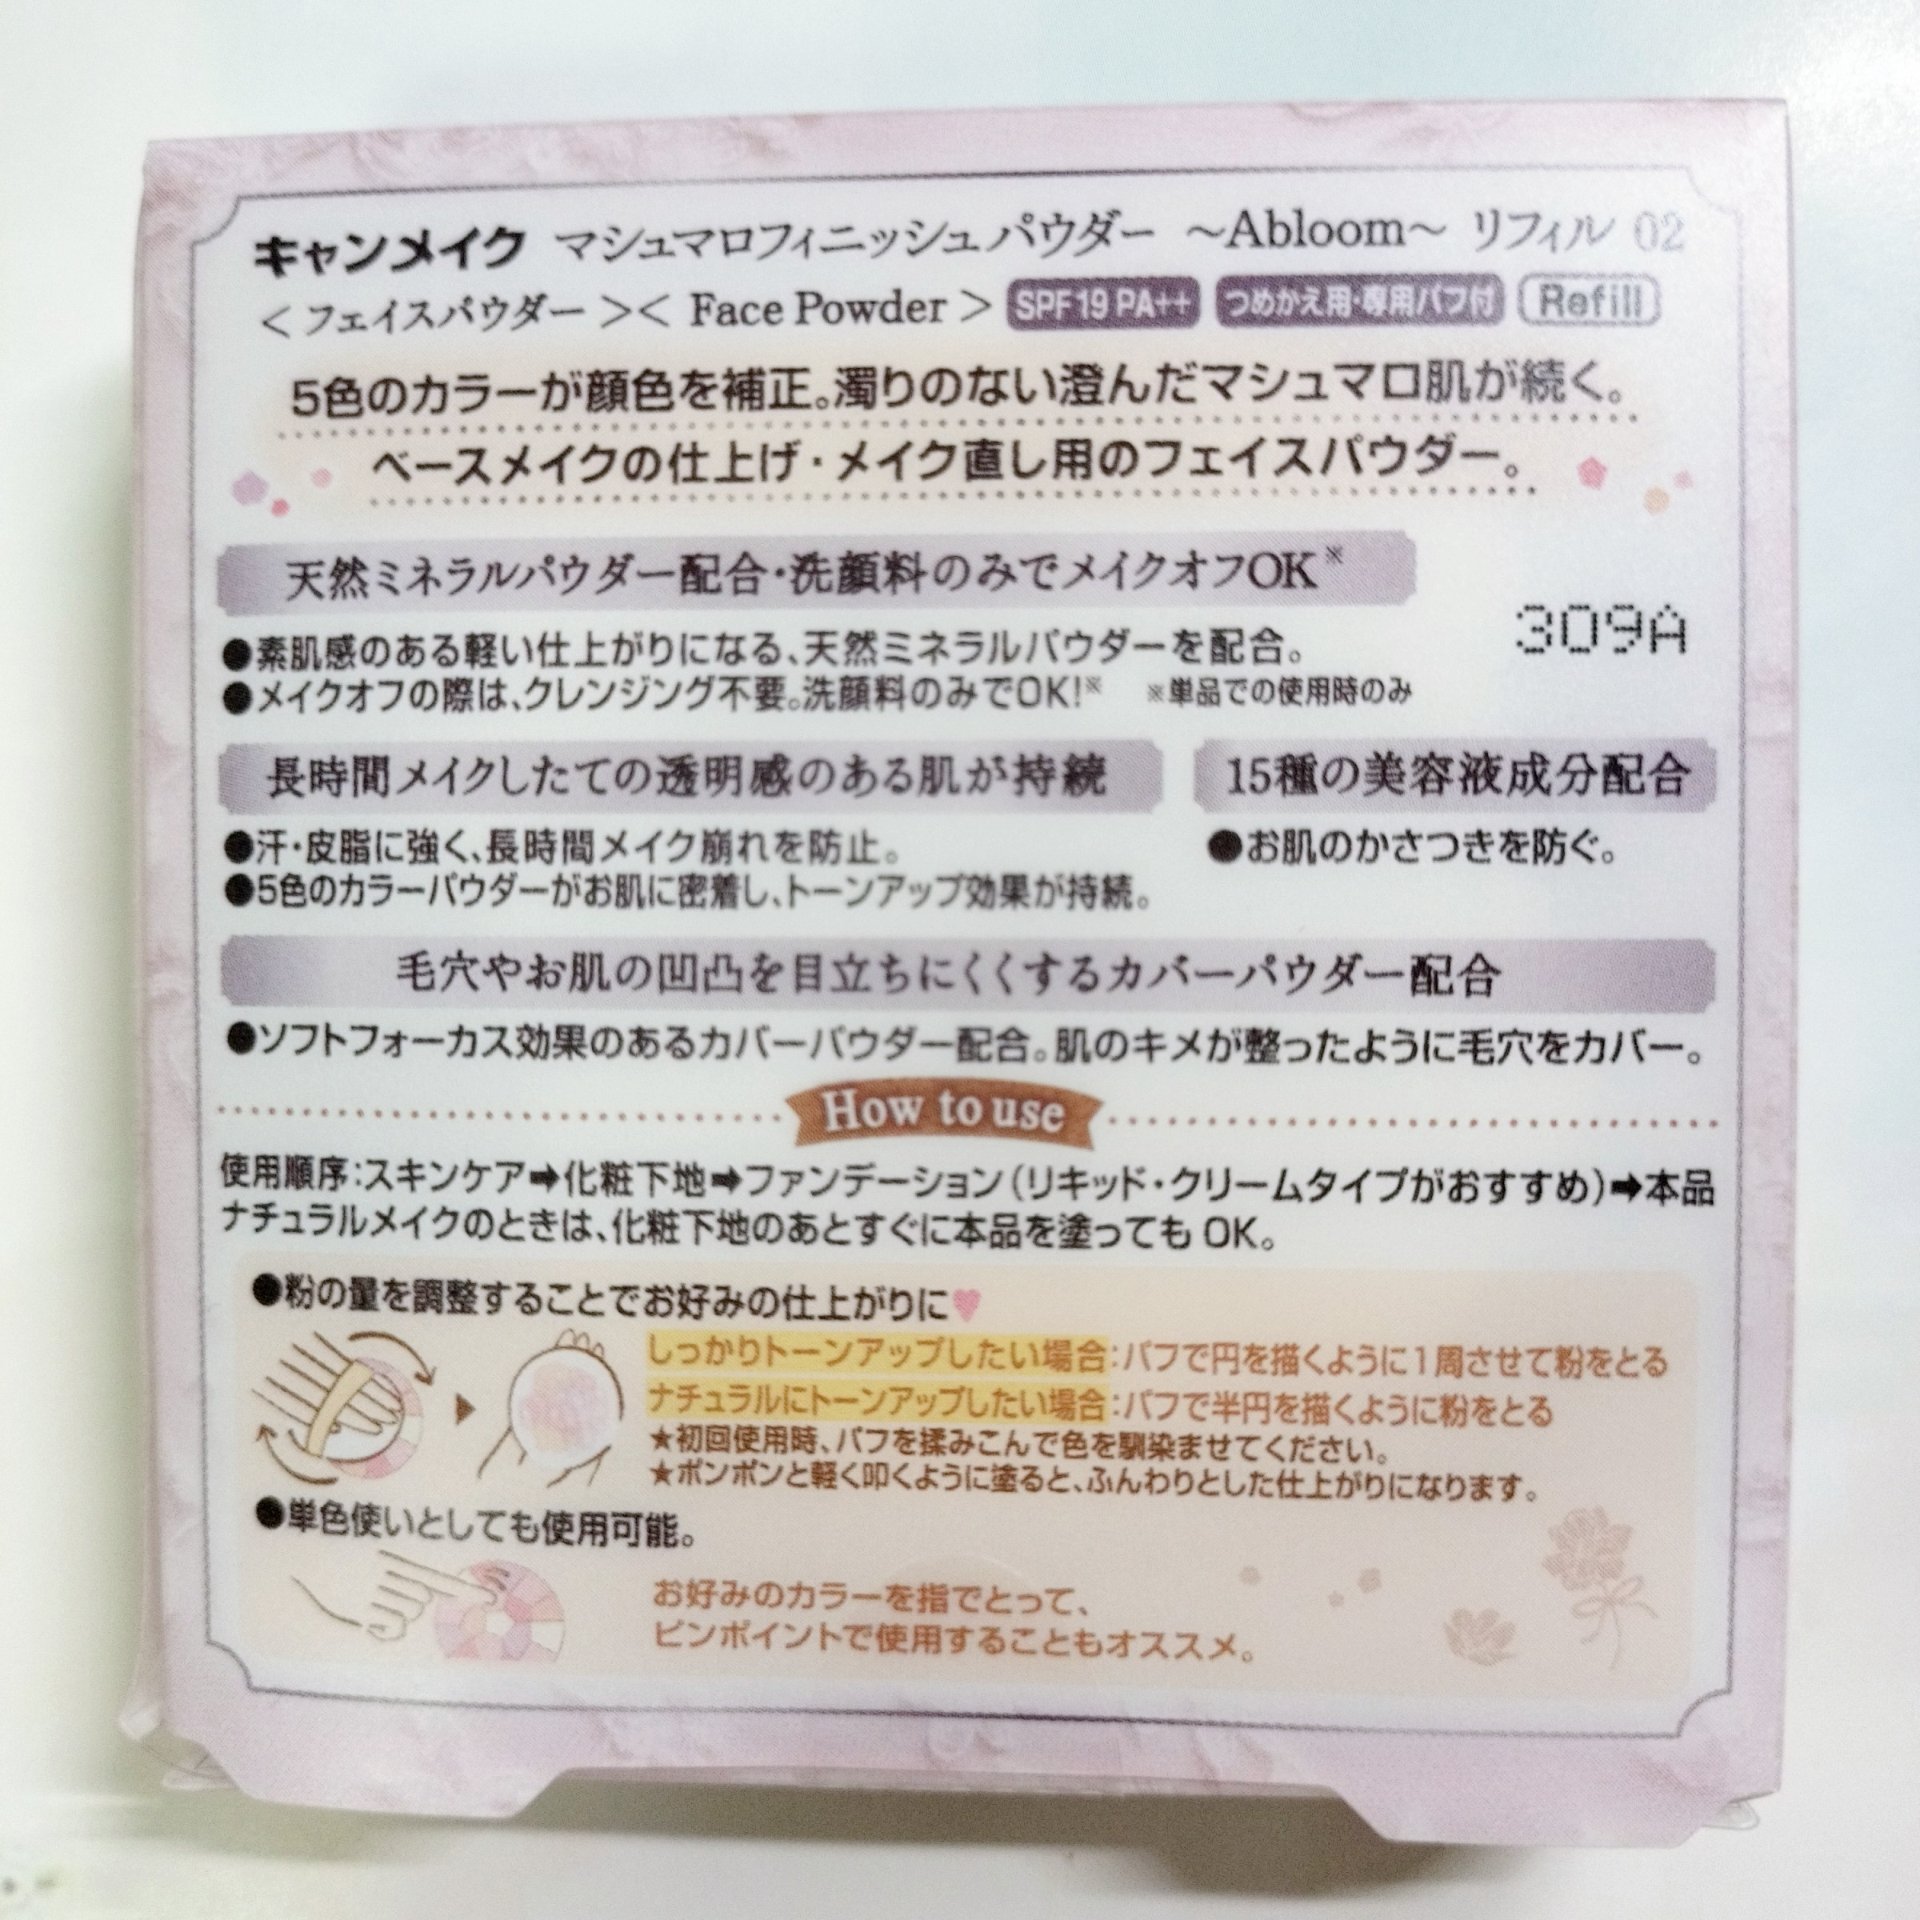 キャンメイク マシュマロフィニッシュパウダー ～Abloom～ リフィル 02
＜フェイスパウダー＞＜ Face Powder ＞ SPF19 PA++ つめかえ用・専用パフ付 Refill
5色のカラーが顔色を補正。濁りのない澄んだマシュマロ肌が続く。
ベースメイクの仕上げ・メイク直し用のフェイスパウダー。
天然ミネラルパウダー配合・洗顔料のみでメイクオフOK※
309A
●素肌感のある軽い仕上がりになる、天然ミネラルパウダーを配合。
●メイクオフの際は、クレンジング不要。洗顔料のみでOK!※ ※単品での使用時のみ
長時間メイクしたての透明感のある肌が持続
●汗・皮脂に強く、長時間メイク崩れを防止。
●5色のカラーパウダーがお肌に密着し、トーンアップ効果が持続。
15種の美容液成分配合
●お肌のかさつきを防ぐ。
毛穴やお肌の凹凸を目立ちにくくするカバーパウダー配合
●ソフトフォーカス効果のあるカバーパウダー配合。肌のキメが整ったように毛穴をカバー。
How to use
使用順序:スキンケア➡化粧下地➡ファンデーション(リキッド・クリームタイプがおすすめ)➡本品
ナチュラルメイクのときは、化粧下地のあとすぐに本品を塗ってもOK。
●粉の量を調整することでお好みの仕上がりに♥
しっかりトーンアップしたい場合:パフで円を描くように1周させて粉をとる
ナチュラルにトーンアップしたい場合:パフで半円を描くように粉をとる
★初回使用時、パフを揉みこんで色を馴染ませてください。
★ポンポンと軽く叩くように塗ると、ふんわりとした仕上がりになります。
●単色使いとしても使用可能。
お好みのカラーを指でとって、
ピンポイントで使用することもオススメ。